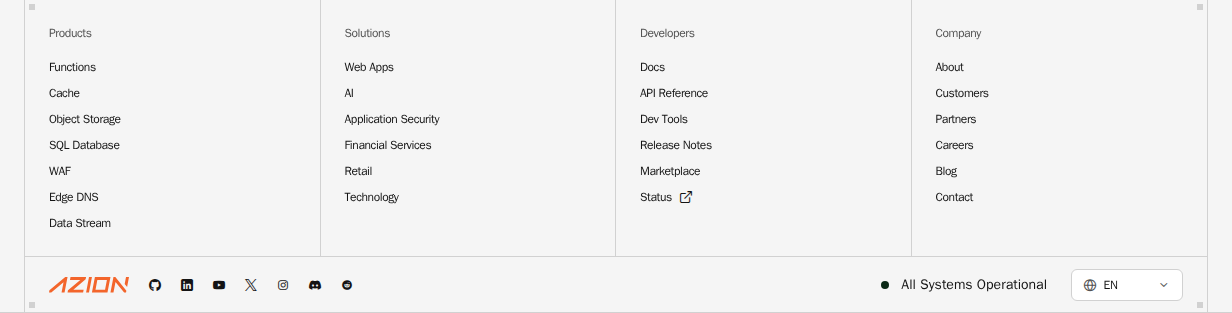 Products
Functions
Cache
Object Storage
SQL Database
WAF
Edge DNS
Data Stream
Solutions
Web Apps
AI
Application Security
Financial Services
Retail
Technology
Developers
Docs
API Reference
Dev Tools
Release Notes
Marketplace
Status
Company
About
Customers
Partners
Careers
Blog
Contact
AZION
All Systems Operational
EN